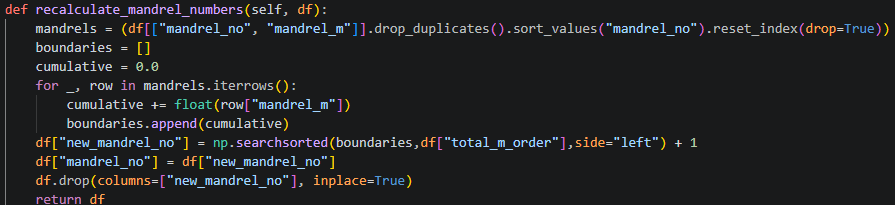 def recalculate_mandrel_numbers(self, df):
    mandrels = (df[["mandrel_no", "mandrel_m"]].drop_duplicates().sort_values("mandrel_no").reset_index(drop=True))
    boundaries = []
    cumulative = 0.0
    for _, row in mandrels.iterrows():
        cumulative += float(row["mandrel_m"])
        boundaries.append(cumulative)
    df["new_mandrel_no"] = np.searchsorted(boundaries,df["total_m_order"],side="left") + 1
    df["mandrel_no"] = df["new_mandrel_no"]
    df.drop(columns=["new_mandrel_no"], inplace=True)
    return df